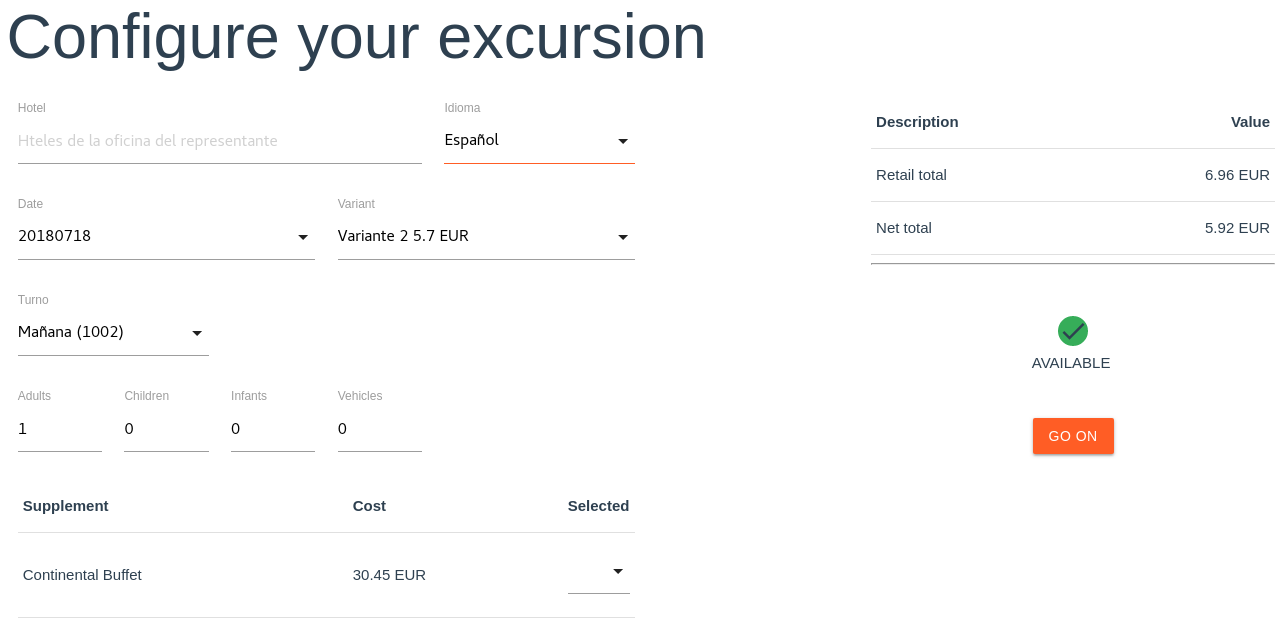 Configure your excursion
Hotel
Hteles de la oficina del representante
Idioma
Español
Date
20180718
Variant
Variante 2 5.7 EUR
Turno
Mañana (1002)
Adults
1
Children
0
Infants
0
Vehicles
0
Supplement Cost Selected
Continental Buffet 30.45 EUR
Description Value
Retail total 6.96 EUR
Net total 5.92 EUR
AVAILABLE
GO ON